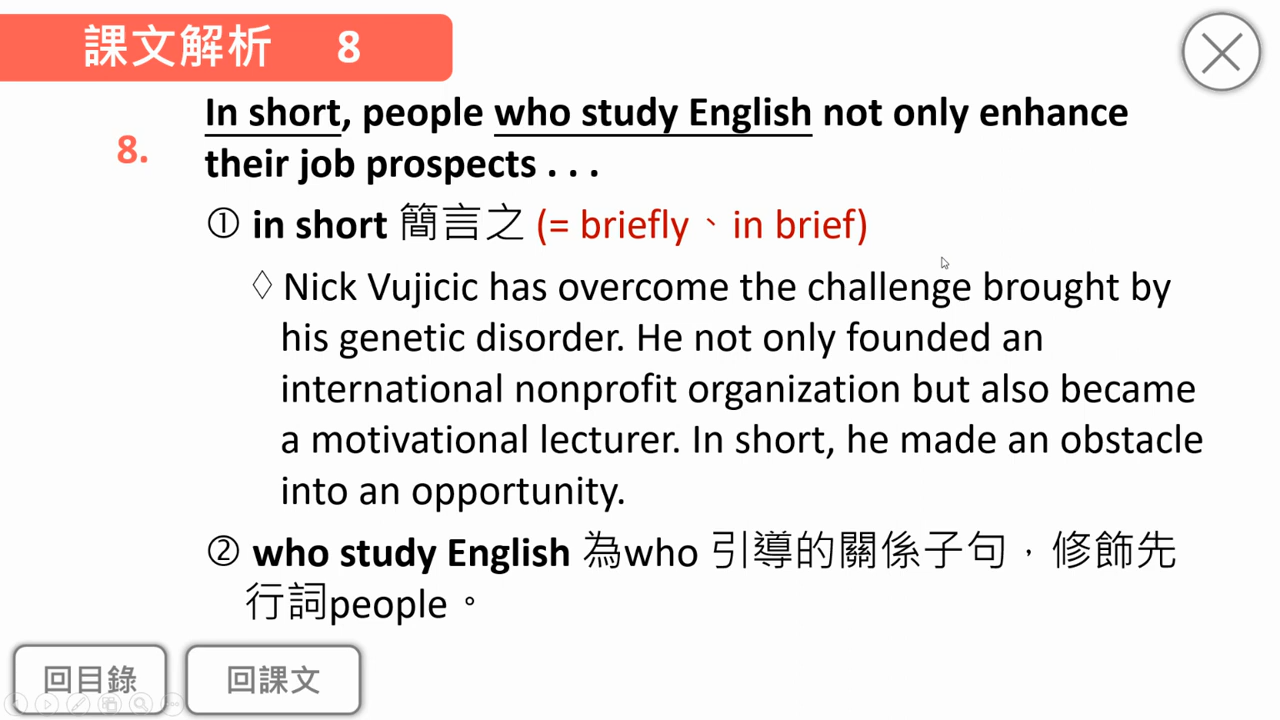 課文解析 8
8.
In short, people who study English not only enhance
their job prospects . . .
① in short 簡言之 (= briefly、in brief)
◊ Nick Vujicic has overcome the challenge brought by
his genetic disorder. He not only founded an
international nonprofit organization but also became
a motivational lecturer. In short, he made an obstacle
into an opportunity.
② who study English 為who 引導的關係子句，修飾先
行詞people。
回目錄
回課文